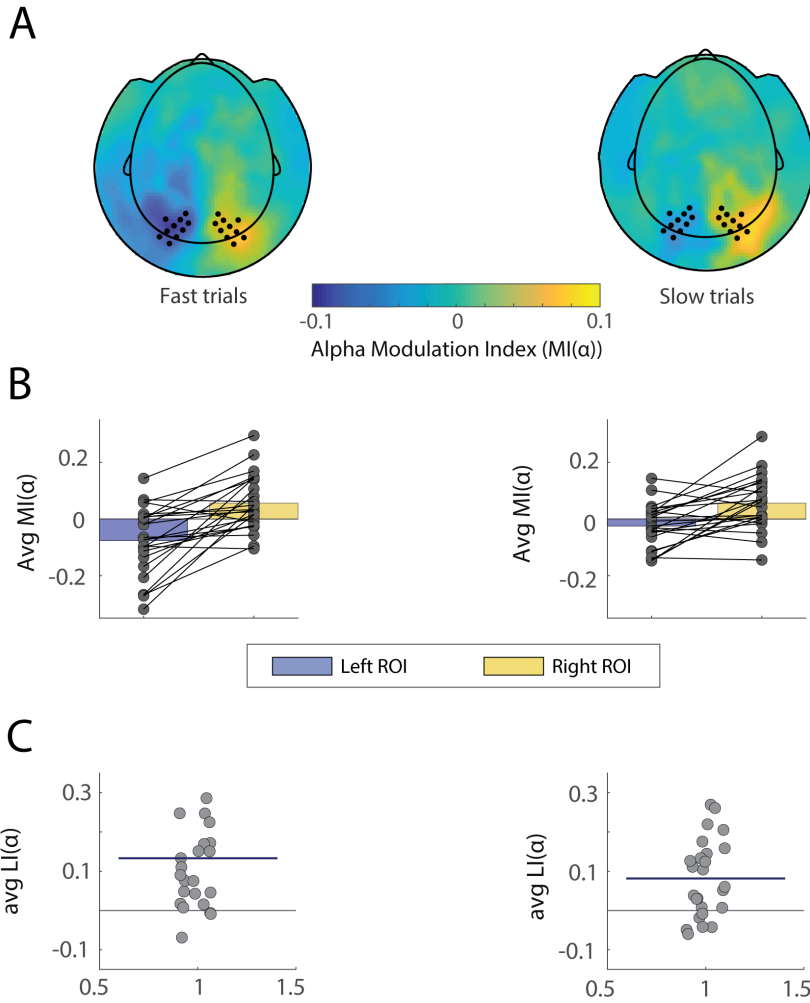 A
Fast trials
Slow trials
-0.1 0 0.1
Alpha Modulation Index (MI(α))
B
Avg MI(α)
0.2
0
-0.2
Avg MI(α)
0.2
0
-0.2
Left ROI Right ROI
C
avg LI(α)
0.3
0.1
-0.1
0.5 1 1.5
avg LI(α)
0.3
0.1
-0.1
0.5 1 1.5